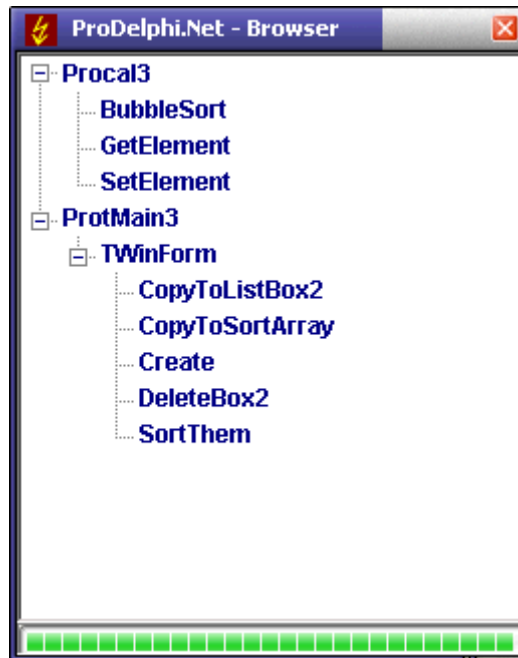 ProDelphi.Net - Browser
Procal3
BubbleSort
GetElement
SetElement
ProtMain3
TWinForm
CopyToListBox2
CopyToSortArray
Create
DeleteBox2
SortThem